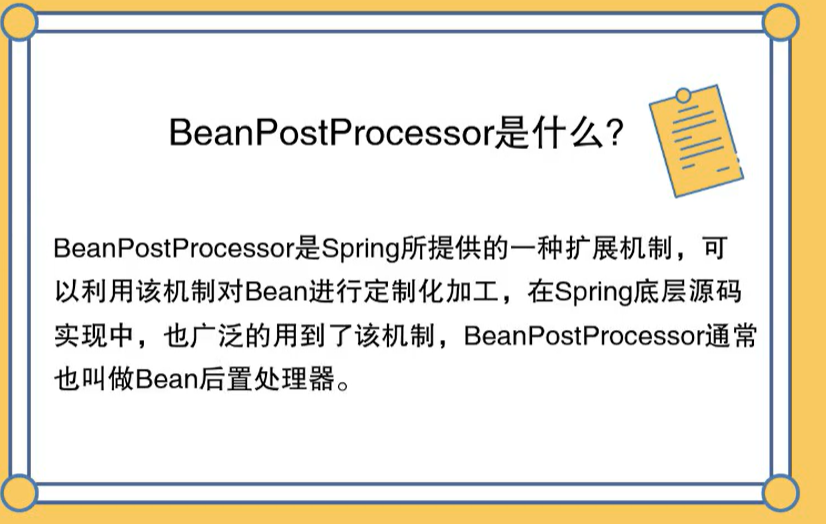 BeanPostProcessor是什么?
BeanPostProcessor是Spring所提供的一种扩展机制，可
以利用该机制对Bean进行定制化加工，在Spring底层源码
实现中，也广泛的用到了该机制，BeanPostProcessor通常
也叫做Bean后置处理器。